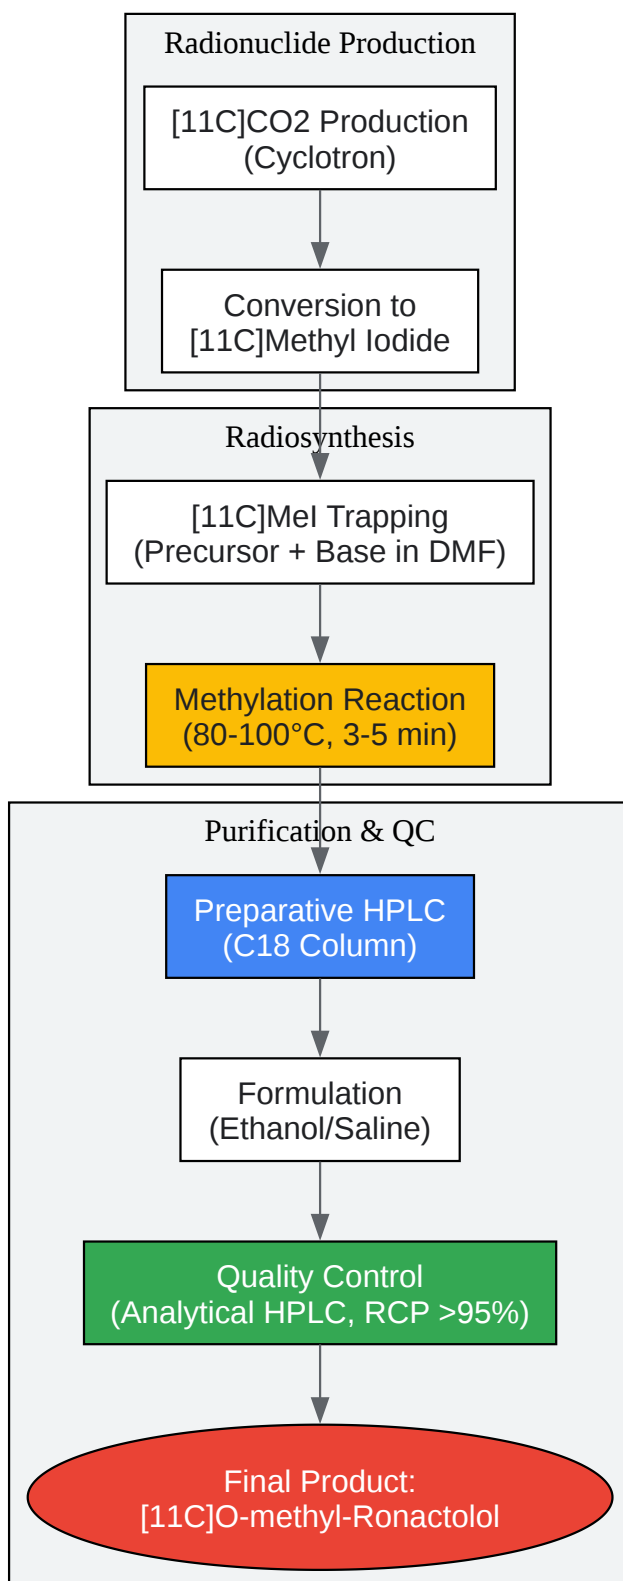 Radionuclide Production
[11C]CO2 Production
(Cyclotron)
Conversion to
[11C]Methyl Iodide
Radiosynthesis
[11C]MeI Trapping
(Precursor + Base in DMF)
Methylation Reaction
(80-100°C, 3-5 min)
Purification & QC
Preparative HPLC
(C18 Column)
Formulation
(Ethanol/Saline)
Quality Control
(Analytical HPLC, RCP >95%)
Final Product:
[11C]O-methyl-Ronactolol